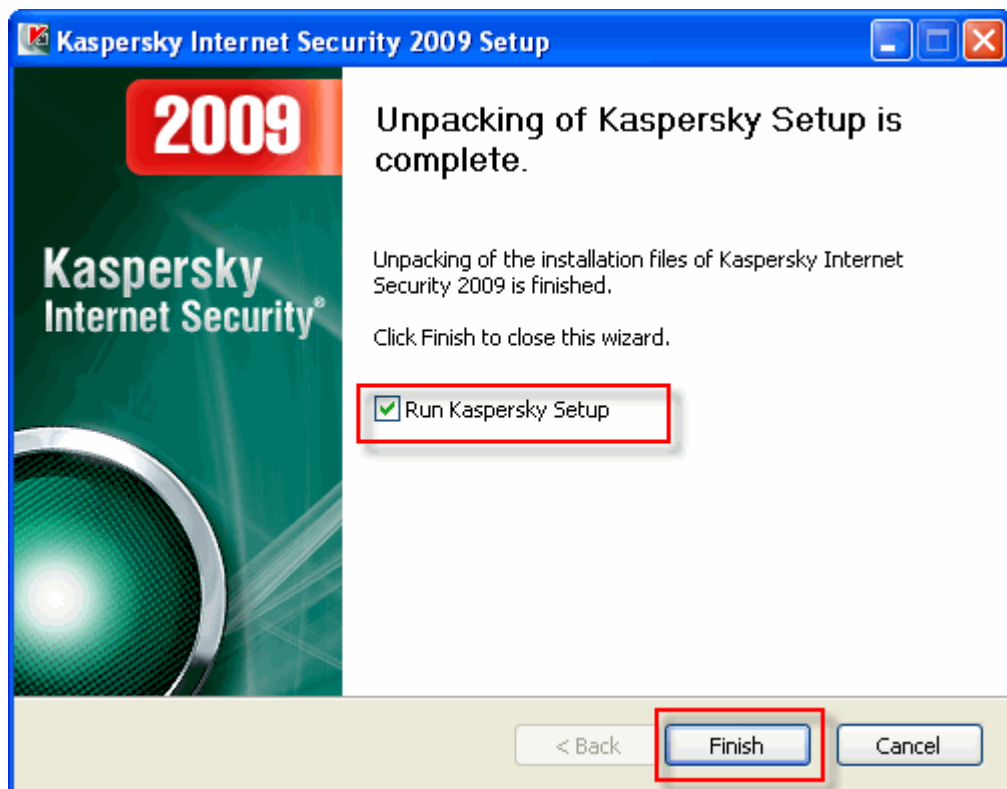 Kaspersky Internet Security 2009 Setup
2009
Kaspersky
Internet Security®
Unpacking of Kaspersky Setup is
complete.
Unpacking of the installation files of Kaspersky Internet
Security 2009 is finished.
Click Finish to close this wizard.
Run Kaspersky Setup
< Back
Finish
Cancel